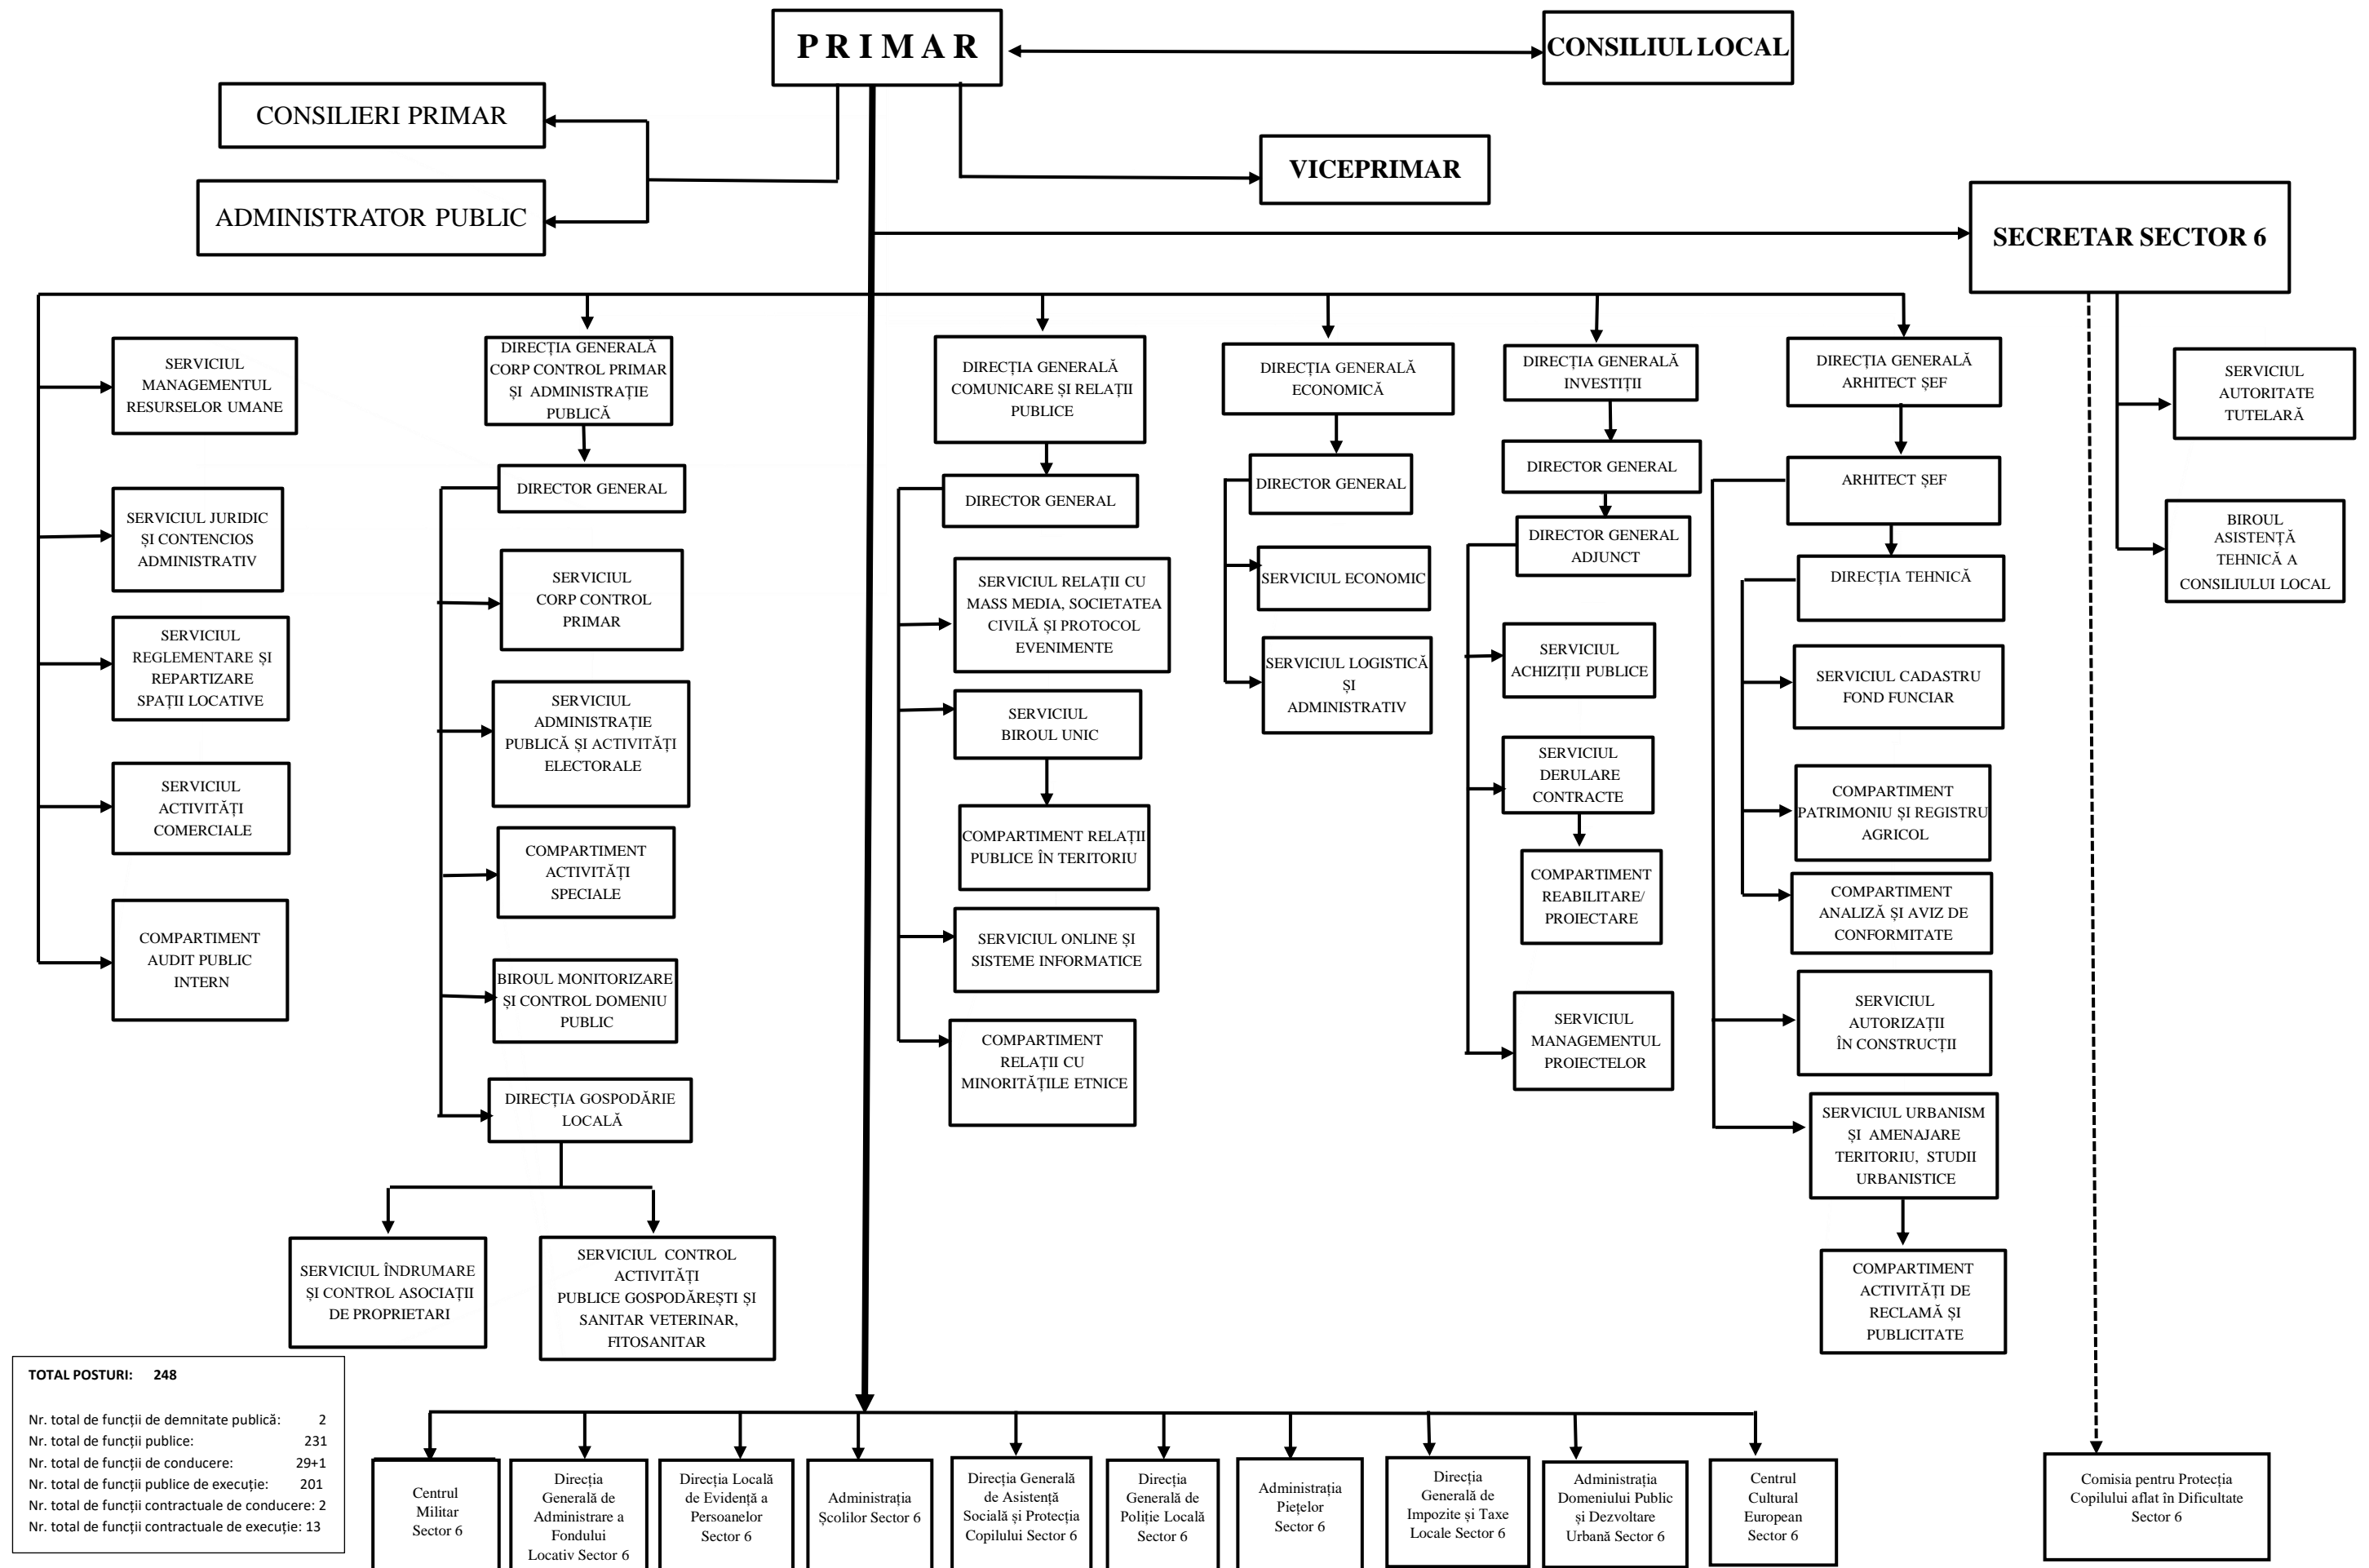 PRIMAR
CONSILIUL LOCAL
CONSILIERI PRIMAR
VICEPRIMAR
ADMINISTRATOR PUBLIC
SECRETAR SECTOR 6
SERVICIUL
MANAGEMENTUL
RESURSELOR UMANE
SERVICIUL JURIDIC
ȘI CONTENCIOS
ADMINISTRATIV
SERVICIUL
REGLEMENTARE ȘI
REPARTIZARE
SPAȚII LOCATIVE
SERVICIUL
ACTIVITĂȚI
COMERCIALE
COMPARTIMENT
AUDIT PUBLIC
INTERN
DIRECȚIA GENERALĂ
CORP CONTROL PRIMAR
ȘI ADMINISTRAȚIE
PUBLICĂ
DIRECTOR GENERAL
SERVICIUL
CORP CONTROL
PRIMAR
SERVICIUL
ADMINISTRAȚIE
PUBLICĂ ȘI ACTIVITĂȚI
ELECTORALE
COMPARTIMENT
ACTIVITĂȚI
SPECIALE
BIROUL MONITORIZARE
ȘI CONTROL DOMENIU
PUBLIC
DIRECȚIA GOSPODĂRIE
LOCALĂ
SERVICIUL ÎNDRUMARE
ȘI CONTROL ASOCIAȚII
DE PROPRIETARI
SERVICIUL CONTROL
ACTIVITĂȚI
PUBLICE GOSPODĂREȘTI ȘI
SANITAR VETERINAR,
FITOSANITAR
DIRECȚIA GENERALĂ
COMUNICARE ȘI RELAȚII
PUBLICE
DIRECTOR GENERAL
SERVICIUL RELAȚII CU
MASS MEDIA, SOCIETATEA
CIVILĂ ȘI PROTOCOL
EVENIMENTE
SERVICIUL
BIROUL UNIC
COMPARTIMENT RELAȚII
PUBLICE ÎN TERITORIU
SERVICIUL ONLINE ȘI
SISTEME INFORMATICE
COMPARTIMENT
RELAȚII CU
MINORITĂȚILE ETNICE
DIRECȚIA GENERALĂ
ECONOMICĂ
DIRECTOR GENERAL
SERVICIUL ECONOMIC
SERVICIUL LOGISTICĂ
ȘI
ADMINISTRATIV
DIRECȚIA GENERALĂ
INVESTIȚII
DIRECTOR GENERAL
DIRECTOR GENERAL
ADJUNCT
SERVICIUL
ACHIZIȚII PUBLICE
SERVICIUL
DERULARE
CONTRACTE
COMPARTIMENT
REABILITARE/
PROIECTARE
SERVICIUL
MANAGEMENTUL
PROIECTELOR
DIRECȚIA GENERALĂ
ARHITECT ȘEF
ARHITECT ȘEF
DIRECȚIA TEHNICĂ
SERVICIUL CADASTRU
FOND FUNCIAR
COMPARTIMENT
PATRIMONIU ȘI REGISTRU
AGRICOL
COMPARTIMENT
ANALIZĂ ȘI AVIZ DE
CONFORMITATE
SERVICIUL
AUTORIZAȚII
ÎN CONSTRUCȚII
SERVICIUL URBANISM
ȘI AMENAJARE
TERITORIU, STUDII
URBANISTICE
COMPARTIMENT
ACTIVITĂȚI DE
RECLAMĂ ȘI
PUBLICITATE
SERVICIUL
AUTORITATE
TUTELARĂ
BIROUL
ASISTENȚĂ
TEHNICĂ A
CONSILIULUI LOCAL
TOTAL POSTURI: 248
Nr. total de funcții de demnitate publică: 2
Nr. total de funcții publice: 231
Nr. total de funcții de conducere: 29+1
Nr. total de funcții publice de execuție: 201
Nr. total de funcții contractuale de conducere: 2
Nr. total de funcții contractuale de execuție: 13
Centrul
Militar
Sector 6
Direcția
Generală de
Administrare a
Fondului
Locativ Sector 6
Direcția Locală
de Evidență a
Persoanelor
Sector 6
Administrația
Școlilor Sector 6
Direcția Generală
de Asistență
Socială și Protecția
Copilului Sector 6
Direcția
Generală de
Poliție Locală
Sector 6
Administrația
Piețelor
Sector 6
Direcția
Generală de
Impozite și Taxe
Locale Sector 6
Administrația
Domeniului Public
și Dezvoltare
Urbană Sector 6
Centrul
Cultural
European
Sector 6
Comisia pentru Protecția
Copilului aflat în Dificultate
Sector 6